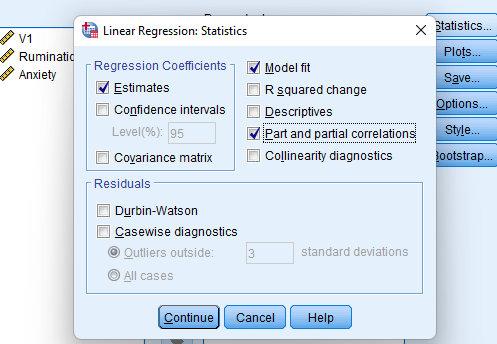 Linear Regression: Statistics
V1
Rumination
Anxiety
Regression Coefficients
Estimates
Confidence intervals
Level(%): 95
Covariance matrix
Model fit
R squared change
Descriptives
Part and partial correlations
Collinearity diagnostics
Residuals
Durbin-Watson
Casewise diagnostics
Outliers outside: 3 standard deviations
All cases
Continue Cancel Help
Statistics...
Plots...
Save...
Options...
Style...
Bootstrap...